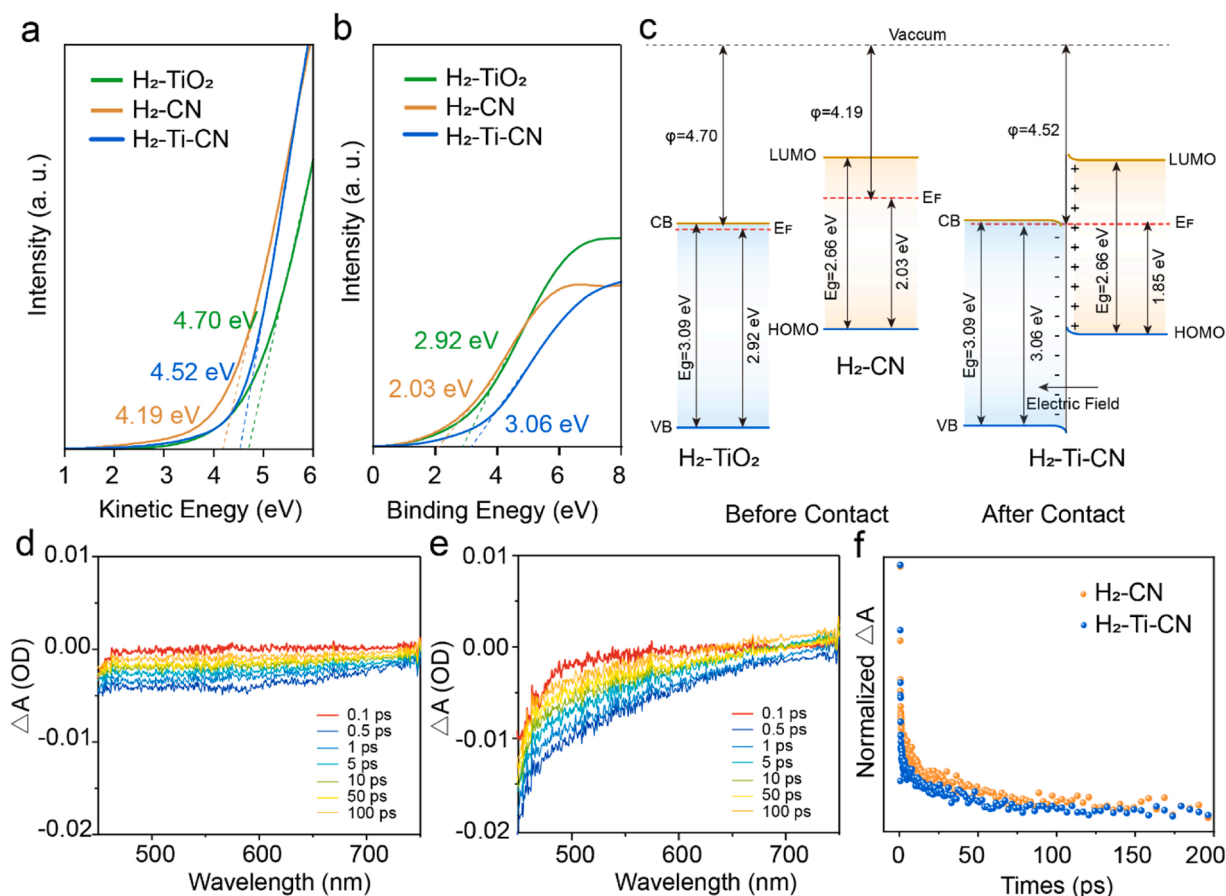 a
H₂-TiO₂
H₂-CN
H₂-Ti-CN
4.70 eV
4.52 eV
4.19 eV
Intensity (a. u.)
1 2 3 4 5 6
Kinetic Enegy (eV)
b
H₂-TiO₂
H₂-CN
H₂-Ti-CN
2.92 eV
2.03 eV
3.06 eV
Intensity (a. u.)
0 2 4 6 8
Binding Energy (eV)
c
Vaccum
φ=4.70
φ=4.19
φ=4.52
LUMO
LUMO
CB
EF
EF
CB
EF
Eg=3.09 eV
2.92 eV
Eg=2.66 eV
2.03 eV
Eg=3.09 eV
3.06 eV
Eg=2.66 eV
1.85 eV
HOMO
HOMO
H₂-CN
Electric Field
VB
VB
H₂-TiO₂
H₂-Ti-CN
Before Contact
After Contact
d
0.01
0.00
-0.01
-0.02
△A (OD)
0.1 ps
0.5 ps
1 ps
5 ps
10 ps
50 ps
100 ps
500 600 700
Wavelength (nm)
e
0.01
0.00
-0.01
-0.02
△A (OD)
0.1 ps
0.5 ps
1 ps
5 ps
10 ps
50 ps
100 ps
500 600 700
Wavelength (nm)
f
H₂-CN
H₂-Ti-CN
Normalized △A
0 50 100 150 200
Times (ps)